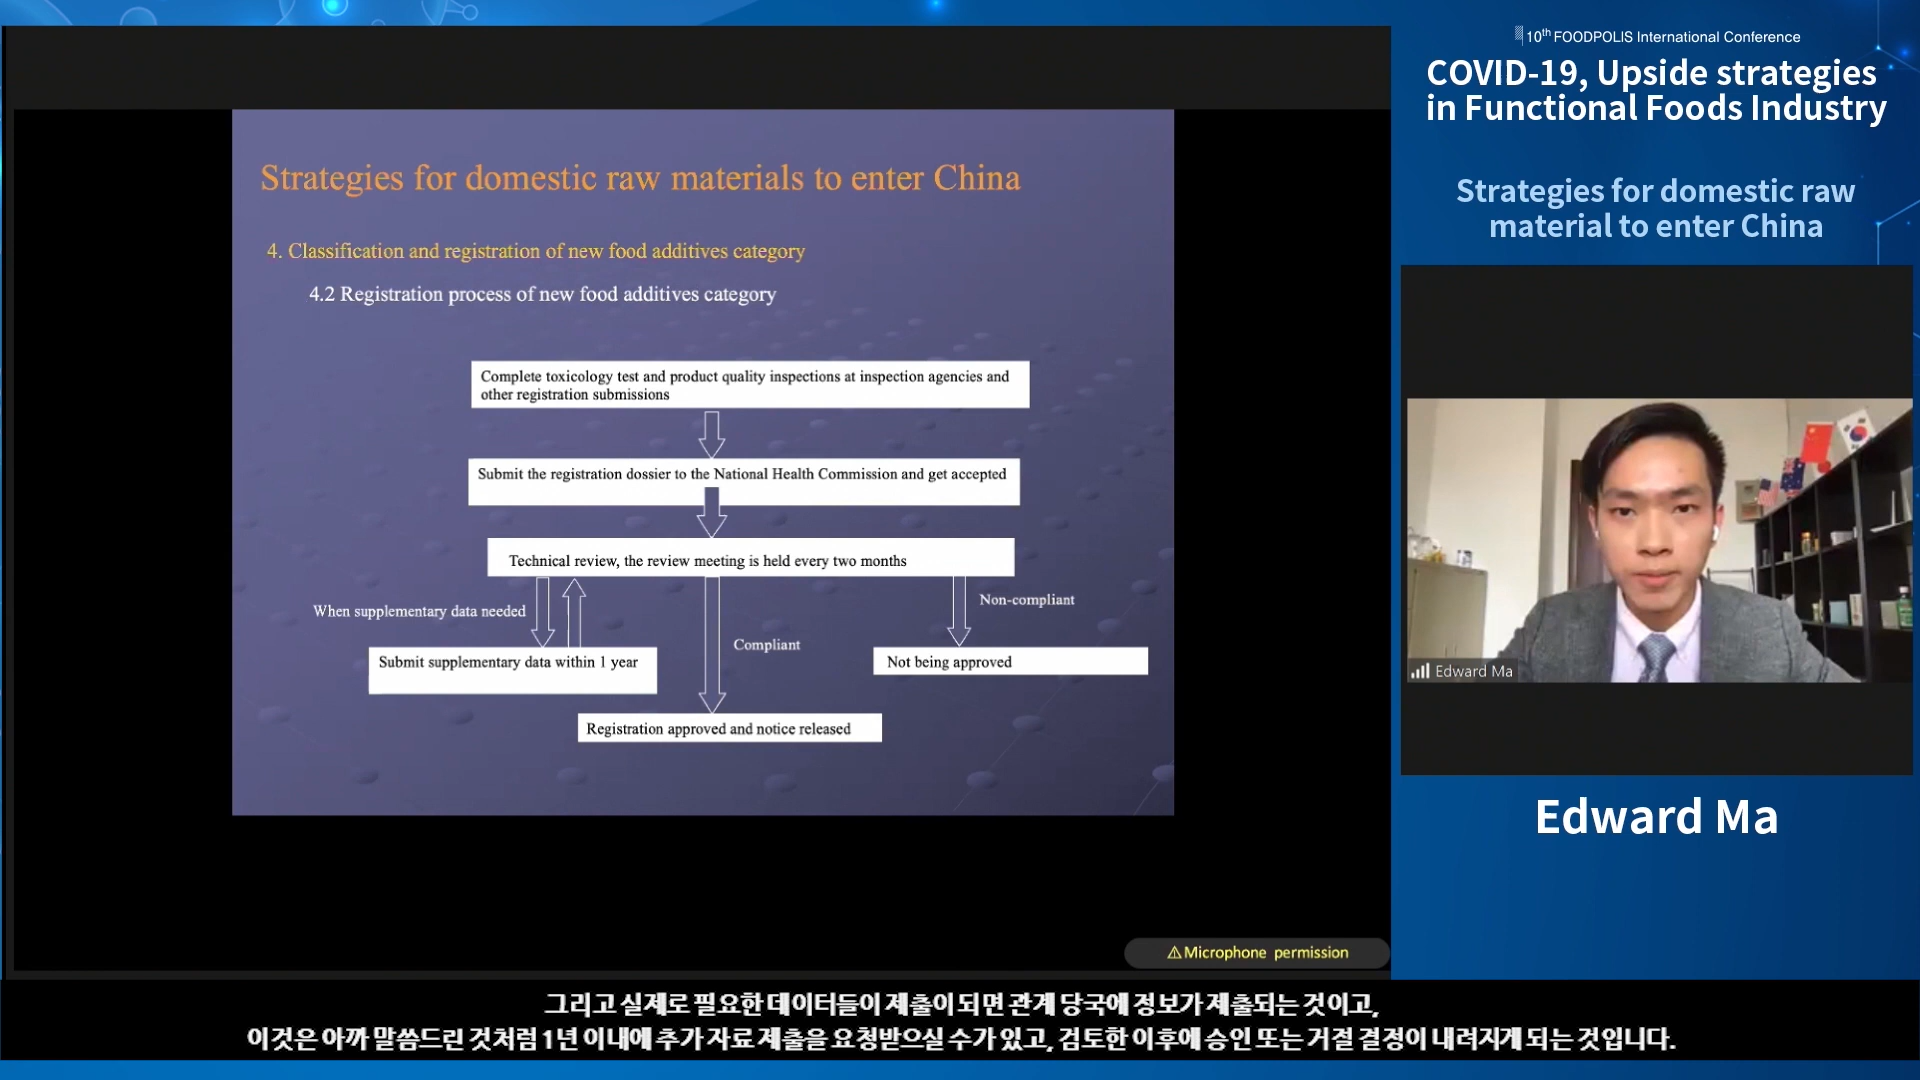 10th FOODPOLIS International Conference
COVID-19, Upside strategies
in Functional Foods Industry
Strategies for domestic raw
material to enter China
Strategies for domestic raw materials to enter China
4. Classification and registration of new food additives category
4.2 Registration process of new food additives category
Complete toxicology test and product quality inspections at inspection agencies and
other registration submissions
Submit the registration dossier to the National Health Commission and get accepted
Technical review, the review meeting is held every two months
When supplementary data needed
Non-compliant
Compliant
Submit supplementary data within 1 year
Not being approved
Registration approved and notice released
Edward Ma
Edward Ma
⚠Microphone permission
그리고 실제로 필요한 데이터들이 제출이 되면 관계 당국에 정보가 제출되는 것이고,
이것은 아까 말씀드린 것처럼 1년 이내에 추가 자료 제출을 요청받으실 수가 있고, 검토한 이후에 승인 또는 거절 결정이 내려지게 되는 것입니다.